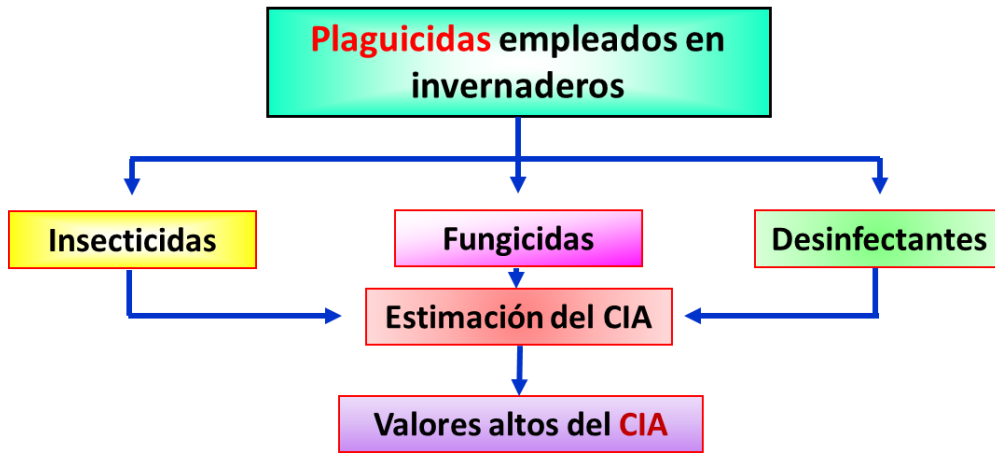 Plaguicidas empleados en
invernaderos
Insecticidas
Fungicidas
Desinfectantes
Estimación del CIA
Valores altos del CIA